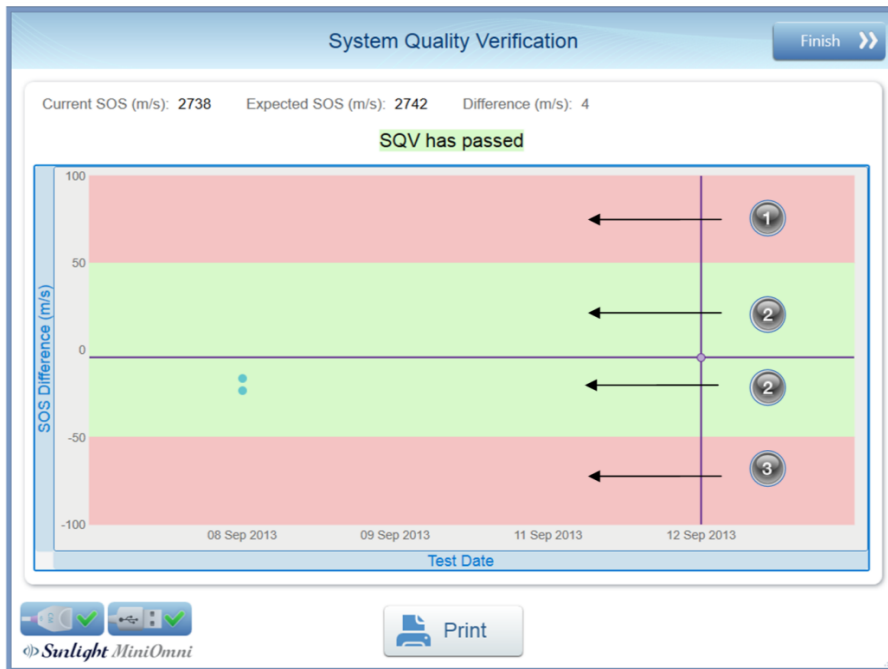 System Quality Verification
Finish
Current SOS (m/s): 2738 Expected SOS (m/s): 2742 Difference (m/s): 4
SQV has passed
SOS Difference (m/s)
100
1
50
2
0
2
-50
3
-100
08 Sep 2013 09 Sep 2013 11 Sep 2013 12 Sep 2013
Test Date
Print
Sunlight MiniOmni